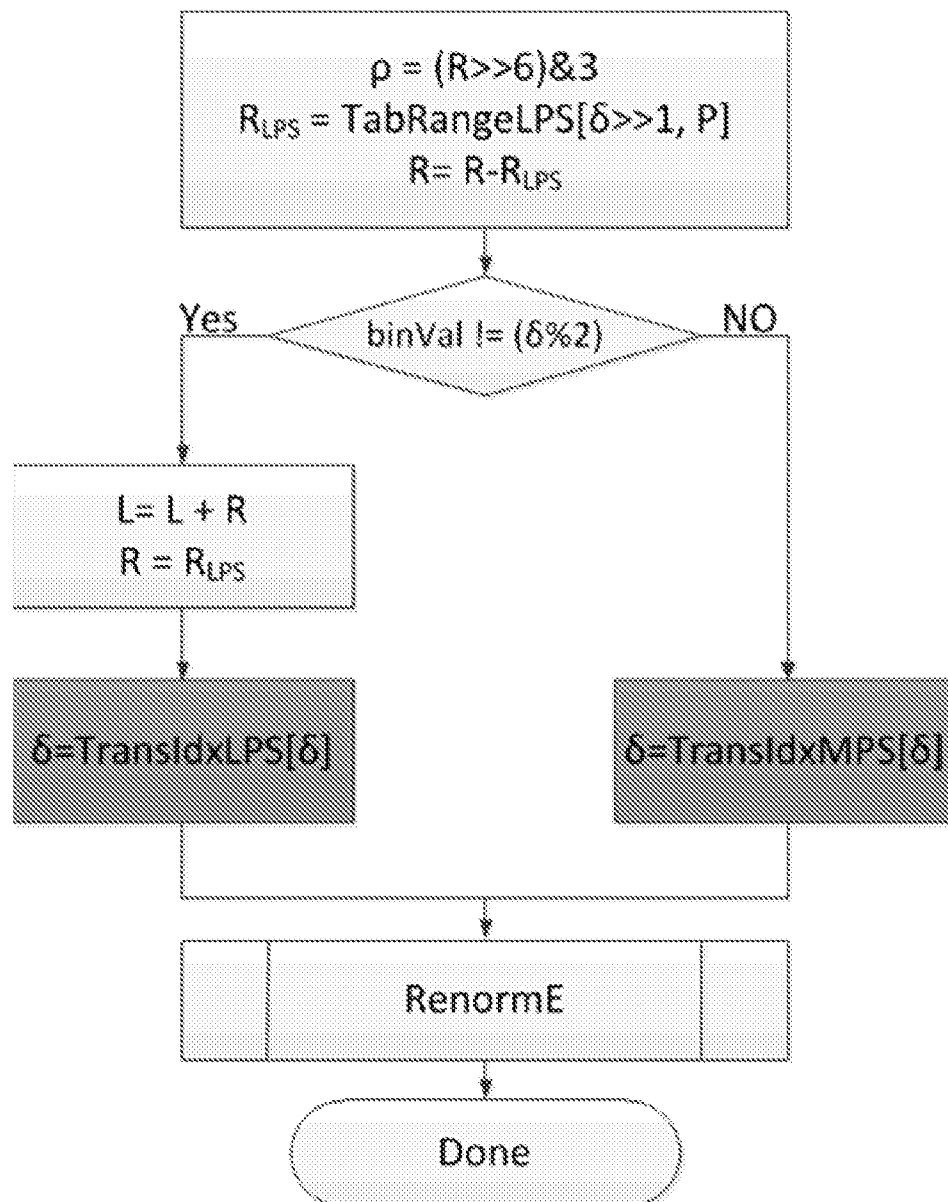 ρ = (R>>6)&3
R_LPS = TabRangeLPS[δ>>1, P]
R= R-R_LPS
Yes
binVal != (δ%2)
NO
L= L + R
R = R_LPS
δ=TransIdxLPS[δ]
δ=TransIdxMPS[δ]
RenormE
Done